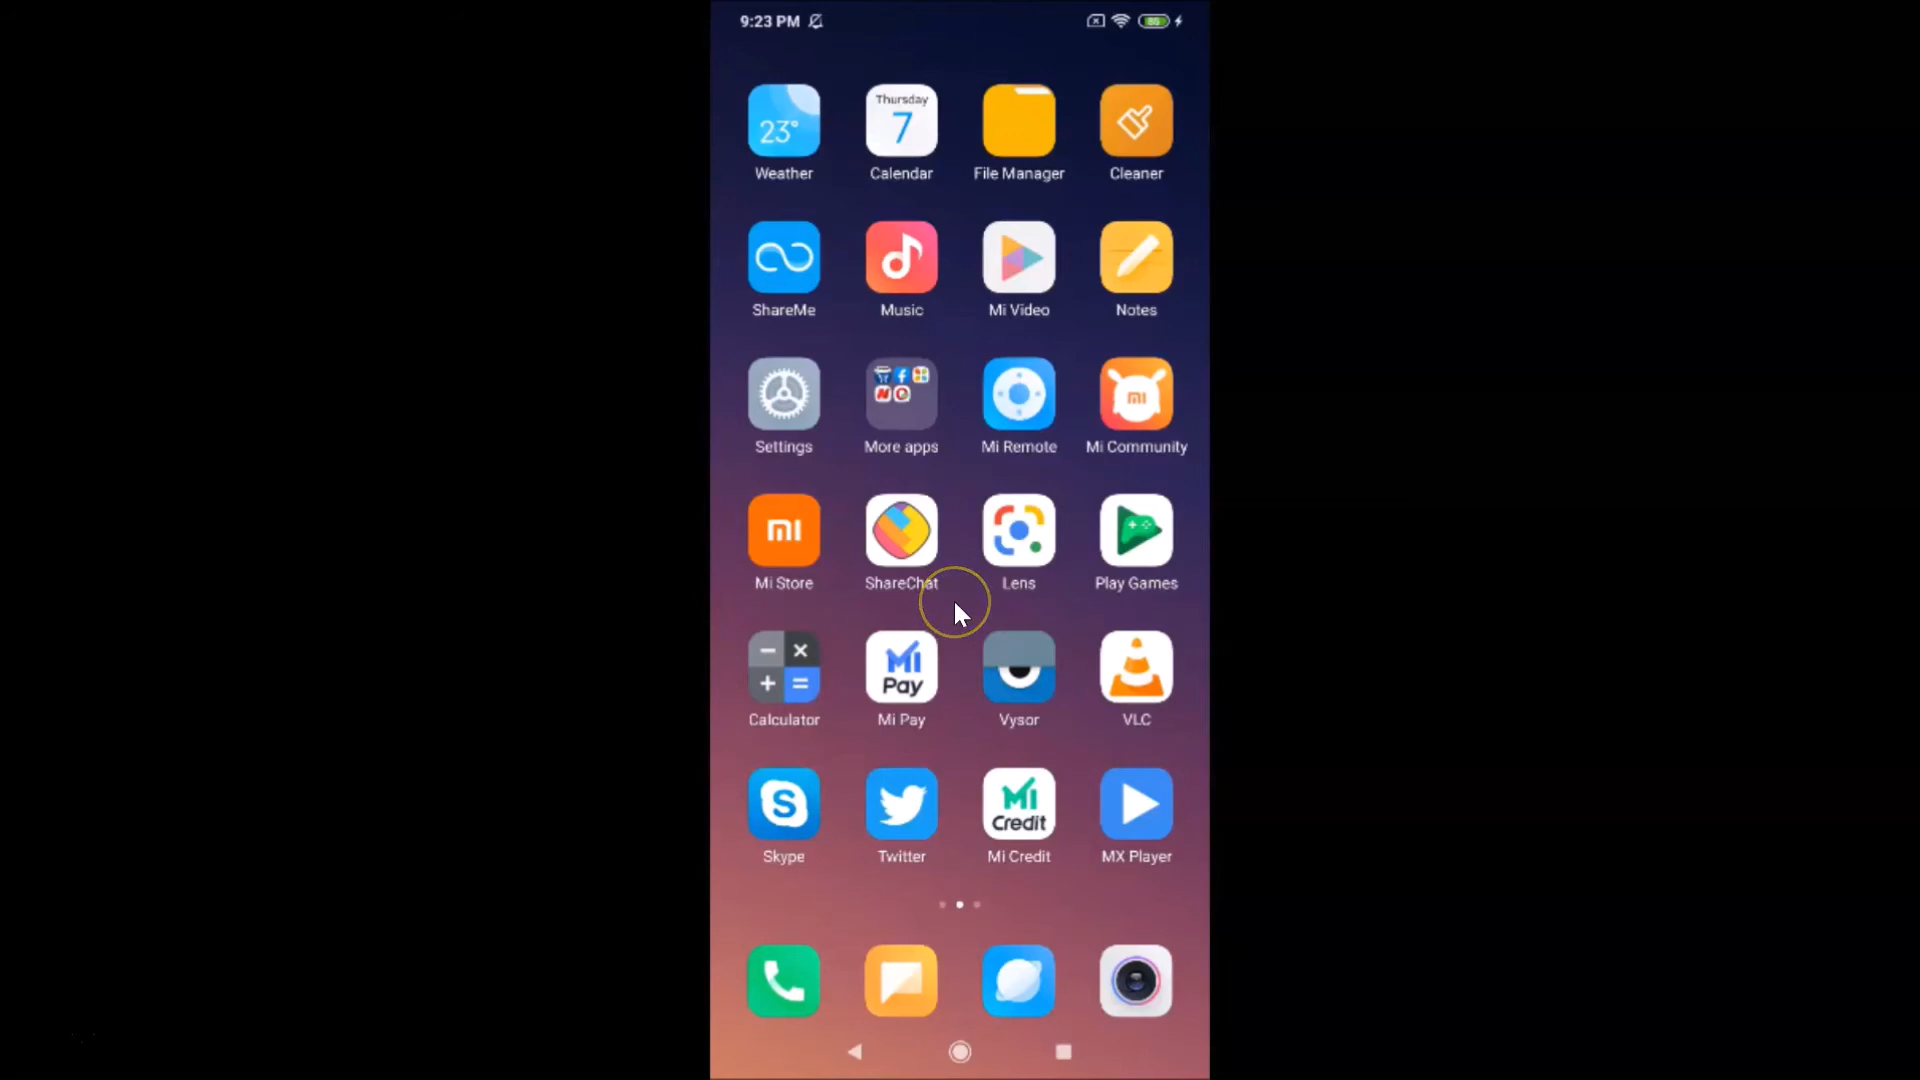 9:23 PM
86
23°
Thursday
7
Weather
Calendar
File Manager
Cleaner
ShareMe
Music
Mi Video
Notes
mi
Settings
More apps
Mi Remote
Mi Community
mi
Mi Store
ShareChat
Lens
Play Games
Mi
Pay
Calculator
Mi Pay
Vysor
VLC
S
Mi
Credit
Skype
Twitter
Mi Credit
MX Player